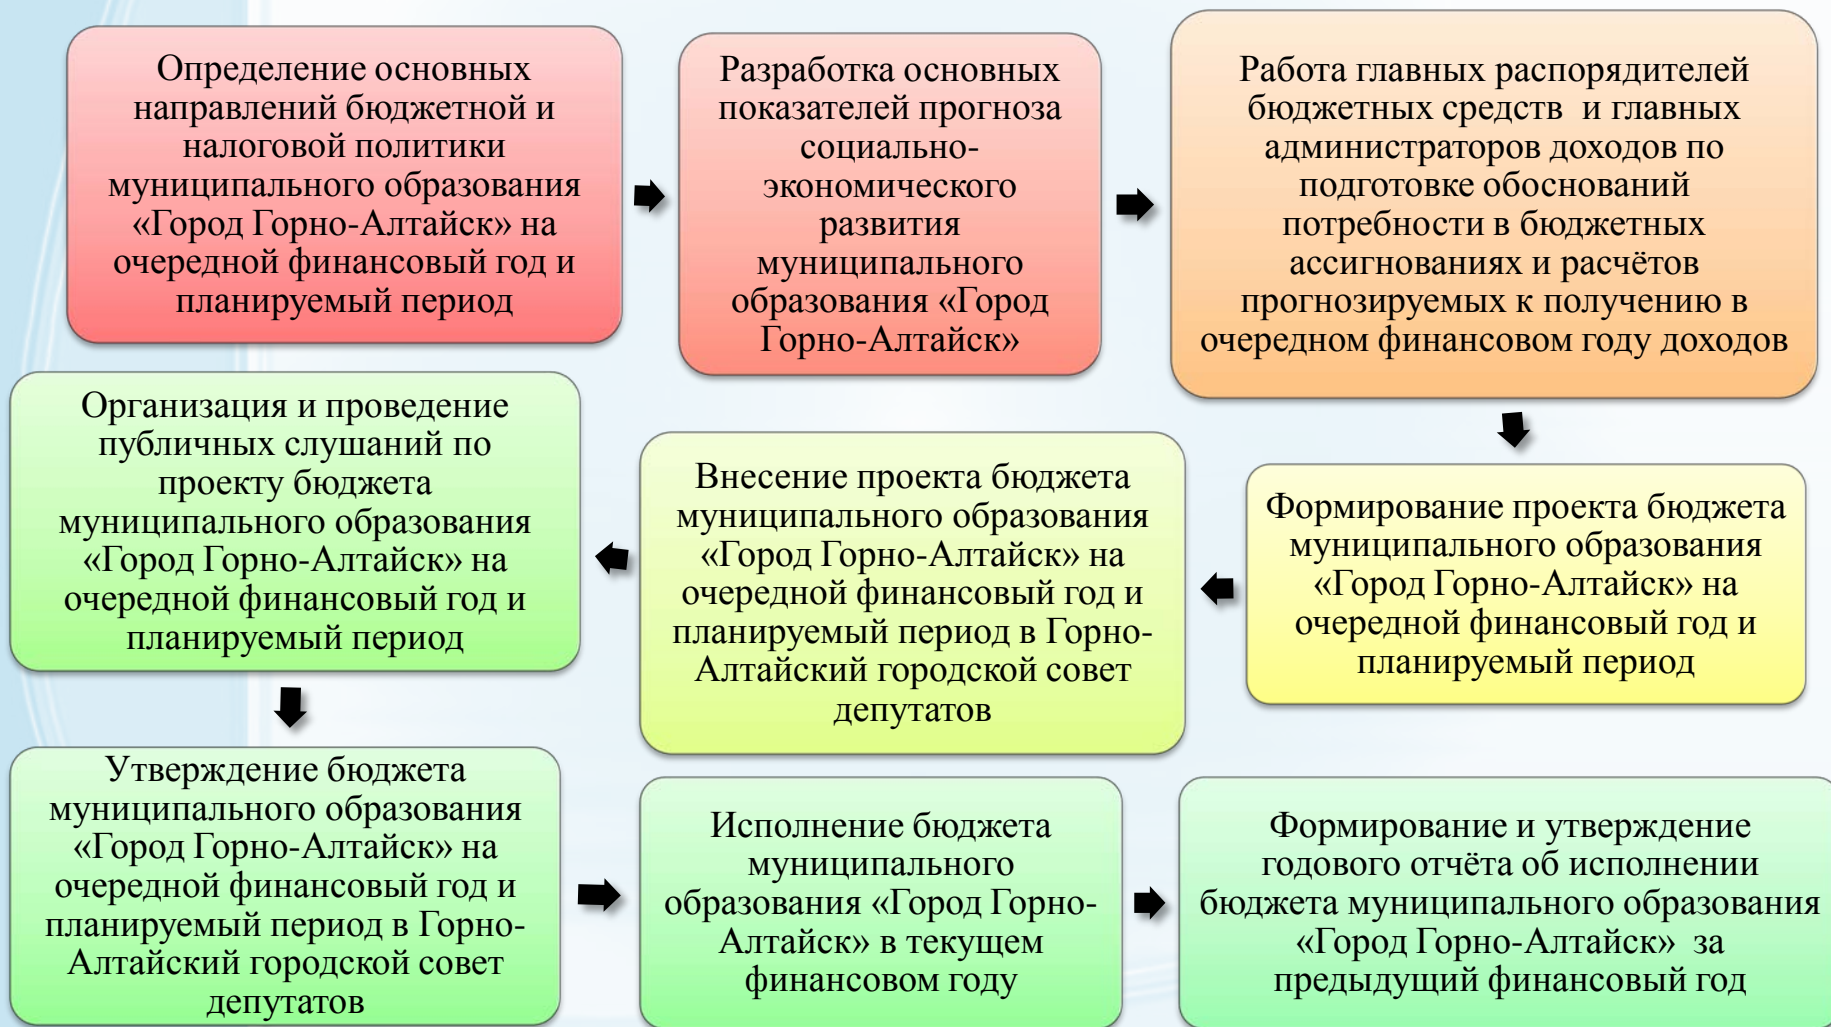 Определение основных
направлений бюджетной и
налоговой политики
муниципального образования
«Город Горно-Алтайск» на
очередной финансовый год и
планируемый период
Разработка основных
показателей прогноза
социально-
экономического
развития
муниципального
образования «Город
Горно-Алтайск»
Работа главных распорядителей
бюджетных средств и главных
администраторов доходов по
подготовке обоснований
потребности в бюджетных
ассигнованиях и расчётов
прогнозируемых к получению в
очередном финансовом году доходов
Формирование проекта бюджета
муниципального образования
«Город Горно-Алтайск» на
очередной финансовый год и
планируемый период
Внесение проекта бюджета
муниципального образования
«Город Горно-Алтайск» на
очередной финансовый год и
планируемый период в Горно-
Алтайский городской совет
депутатов
Организация и проведение
публичных слушаний по
проекту бюджета
муниципального образования
«Город Горно-Алтайск» на
очередной финансовый год и
планируемый период
Утверждение бюджета
муниципального образования
«Город Горно-Алтайск» на
очередной финансовый год и
планируемый период в Горно-
Алтайский городской совет
депутатов
Исполнение бюджета
муниципального
образования «Город Горно-
Алтайск» в текущем
финансовом году
Формирование и утверждение
годового отчёта об исполнении
бюджета муниципального образования
«Город Горно-Алтайск» за
предыдущий финансовый год